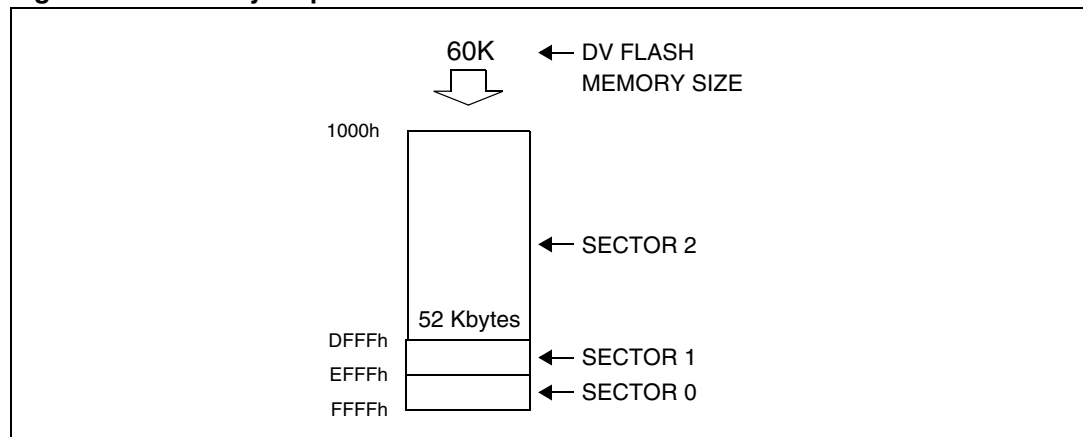 60K
DV FLASH
MEMORY SIZE
1000h
SECTOR 2
52 Kbytes
DFFFh
SECTOR 1
EFFFh
SECTOR 0
FFFFh